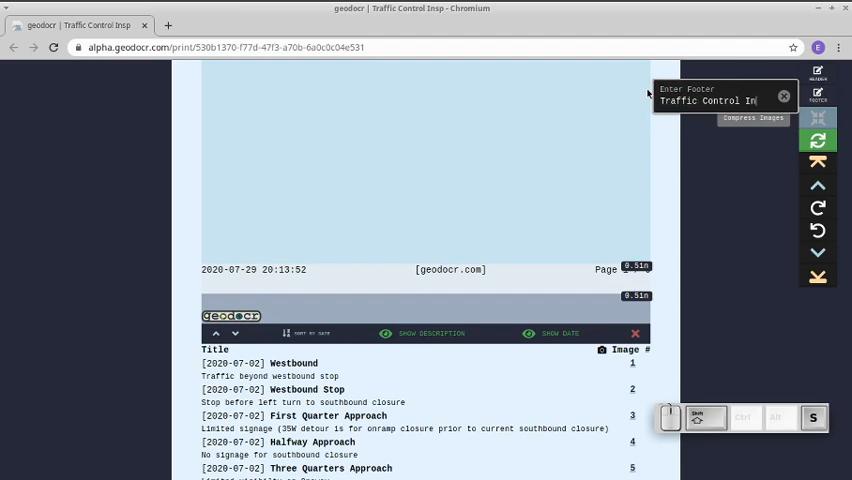 geodocr | Traffic Control Insp - Chromium
geodocr | Traffic Control Insp
alpha.geodocr.com/print/530b1370-f77d-47f3-a70b-6a0c0c04e531
E
HEADER
Enter Footer
Traffic Control In
FOOTER
Compress Images
2020-07-29 20:13:52 [geodocr.com] Page
0.51n
0.51n
geodocr
SORT BY DATE SHOW DESCRIPTION SHOW DATE
Title Image #
[2020-07-02] Westbound 1
Traffic beyond westbound stop
[2020-07-02] Westbound Stop 2
Stop before left turn to southbound closure
[2020-07-02] First Quarter Approach 3
Limited signage (35W detour is for onramp closure prior to current southbound closure)
[2020-07-02] Halfway Approach 4
No signage for southbound closure
[2020-07-02] Three Quarters Approach 5
Shift Ctrl Alt S